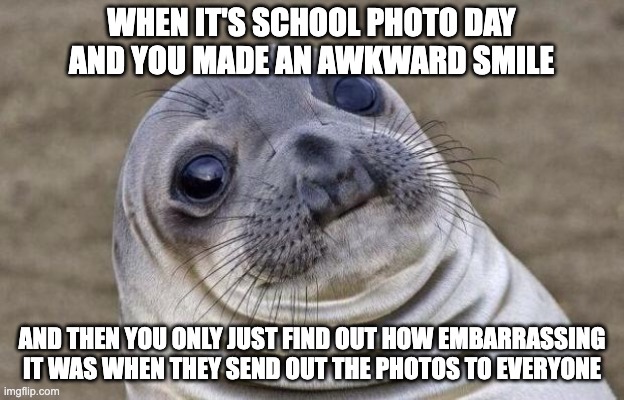 WHEN IT'S SCHOOL PHOTO DAY
AND YOU MADE AN AWKWARD SMILE
AND THEN YOU ONLY JUST FIND OUT HOW EMBARRASSING
IT WAS WHEN THEY SEND OUT THE PHOTOS TO EVERYONE
imgflip.com